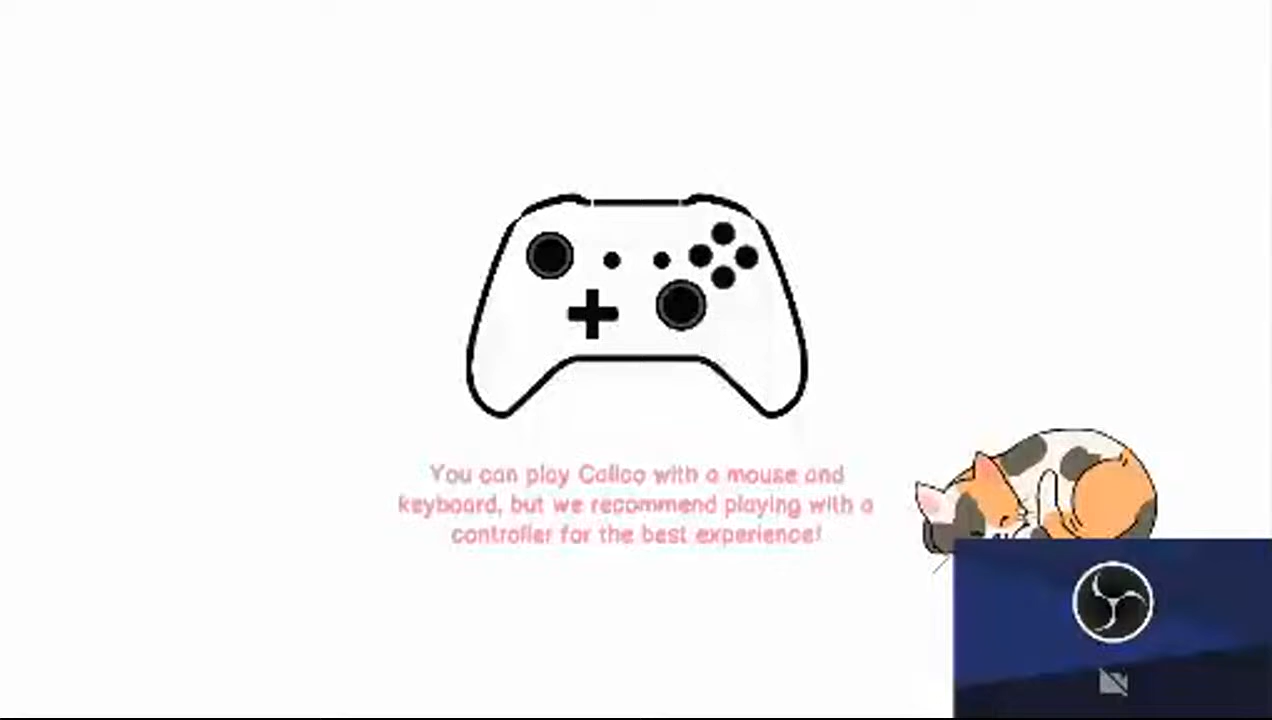 You can play Calico with a mouse and
keyboard, but we recommend playing with a
controller for the best experience!